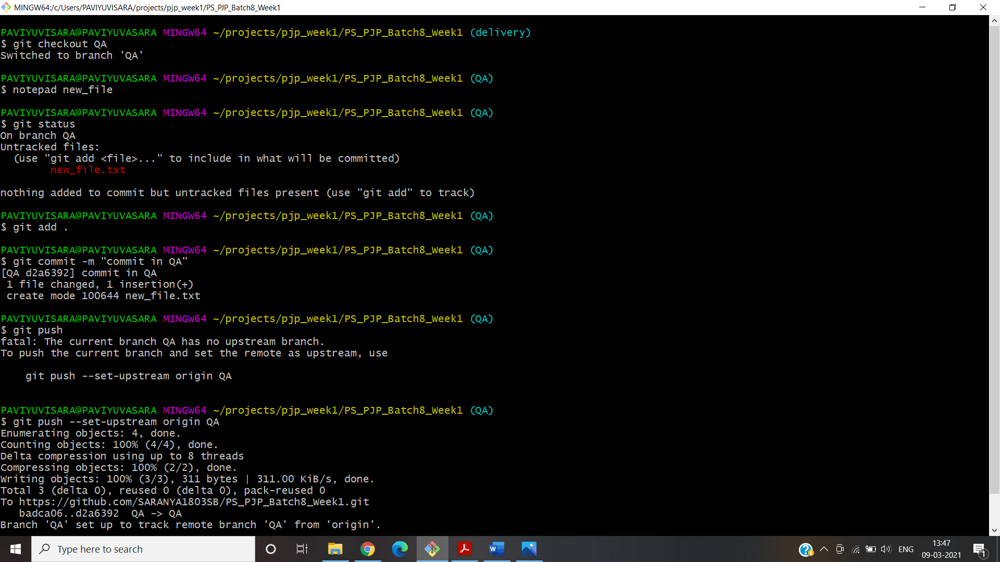 MINGW64:/c/Users/PAVIYUVISARA/projects/pjp_week1/PS_PJP_Batch8_Week1
PAVIYUVISARA@PAVIYUVASARA MINGW64 ~/projects/pjp_week1/PS_PJP_Batch8_Week1 (delivery)
$ git checkout QA
Switched to branch 'QA'
PAVIYUVISARA@PAVIYUVASARA MINGW64 ~/projects/pjp_week1/PS_PJP_Batch8_Week1 (QA)
$ notepad new_file
PAVIYUVISARA@PAVIYUVASARA MINGW64 ~/projects/pjp_week1/PS_PJP_Batch8_Week1 (QA)
$ git status
On branch QA
Untracked files:
  (use "git add <file>..." to include in what will be committed)
        new_file.txt
nothing added to commit but untracked files present (use "git add" to track)
PAVIYUVISARA@PAVIYUVASARA MINGW64 ~/projects/pjp_week1/PS_PJP_Batch8_Week1 (QA)
$ git add .
PAVIYUVISARA@PAVIYUVASARA MINGW64 ~/projects/pjp_week1/PS_PJP_Batch8_Week1 (QA)
$ git commit -m "commit in QA"
[QA d2a6392] commit in QA
 1 file changed, 1 insertion(+)
 create mode 100644 new_file.txt
PAVIYUVISARA@PAVIYUVASARA MINGW64 ~/projects/pjp_week1/PS_PJP_Batch8_Week1 (QA)
$ git push
fatal: The current branch QA has no upstream branch.
To push the current branch and set the remote as upstream, use
    git push --set-upstream origin QA
PAVIYUVISARA@PAVIYUVASARA MINGW64 ~/projects/pjp_week1/PS_PJP_Batch8_Week1 (QA)
$ git push --set-upstream origin QA
Enumerating objects: 4, done.
Counting objects: 100% (4/4), done.
Delta compression using up to 8 threads
Compressing objects: 100% (2/2), done.
Writing objects: 100% (3/3), 311 bytes | 311.00 KiB/s, done.
Total 3 (delta 0), reused 0 (delta 0), pack-reused 0
To https://github.com/SARANYA1803SB/PS_PJP_Batch8_Week1.git
   badca06..d2a6392  QA -> QA
Branch 'QA' set up to track remote branch 'QA' from 'origin'.
Type here to search
ENG
13:47
09-03-2021
1